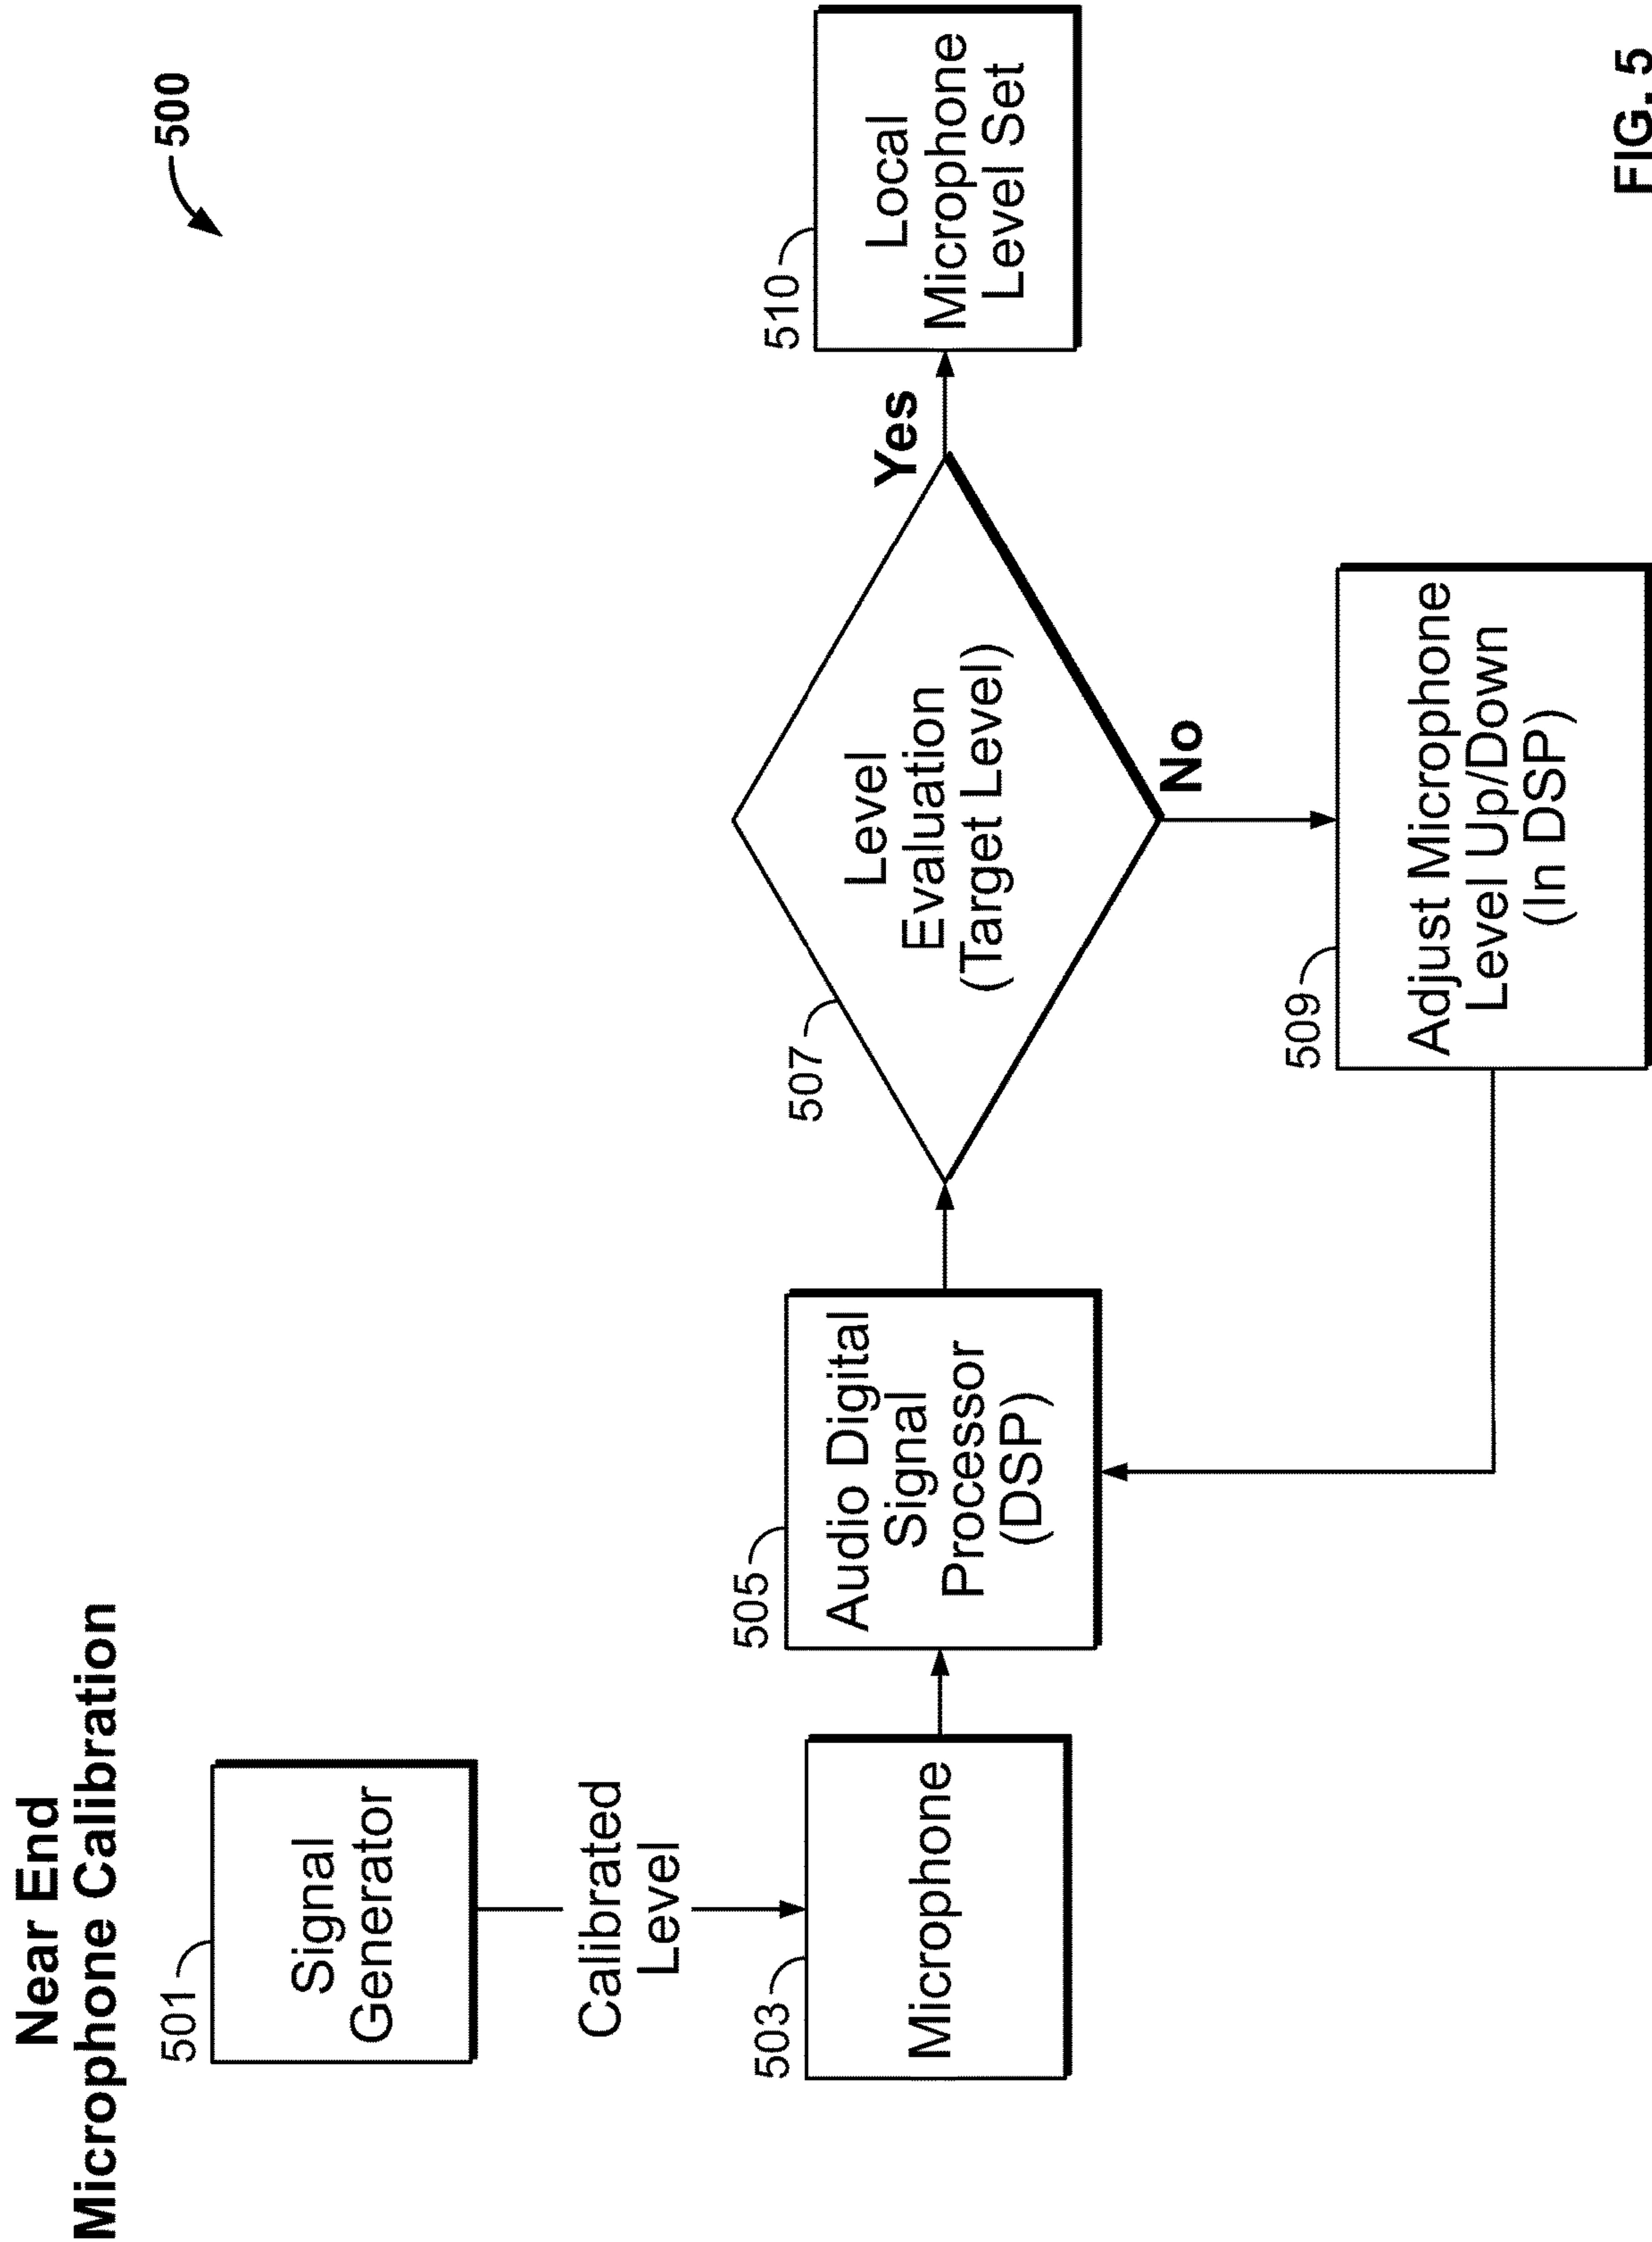 Near End
Microphone Calibration
500
501
Signal
Generator
Calibrated
Level
503
Microphone
505
Audio Digital
Signal
Processor
(DSP)
507
Level
Evaluation
(Target Level)
Yes
510
Local
Microphone
Level Set
No
509
Adjust Microphone
Level Up/Down
(In DSP)
FIG. 5